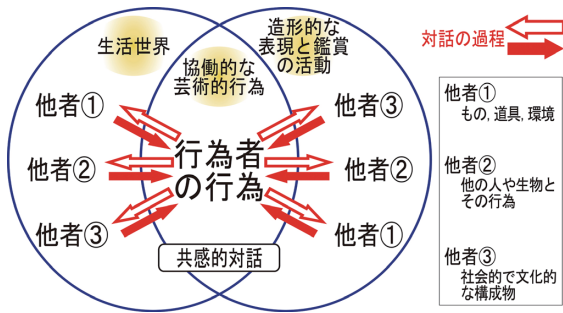 生活世界
造形的な
表現と鑑賞
の活動
協働的な
芸術的行為
対話の過程
他者①
他者②
他者③
行為者
の行為
他者③
他者②
他者①
共感的対話
他者①
もの, 道具, 環境
他者②
他の人や生物と
その行為
他者③
社会的で文化的
な構成物